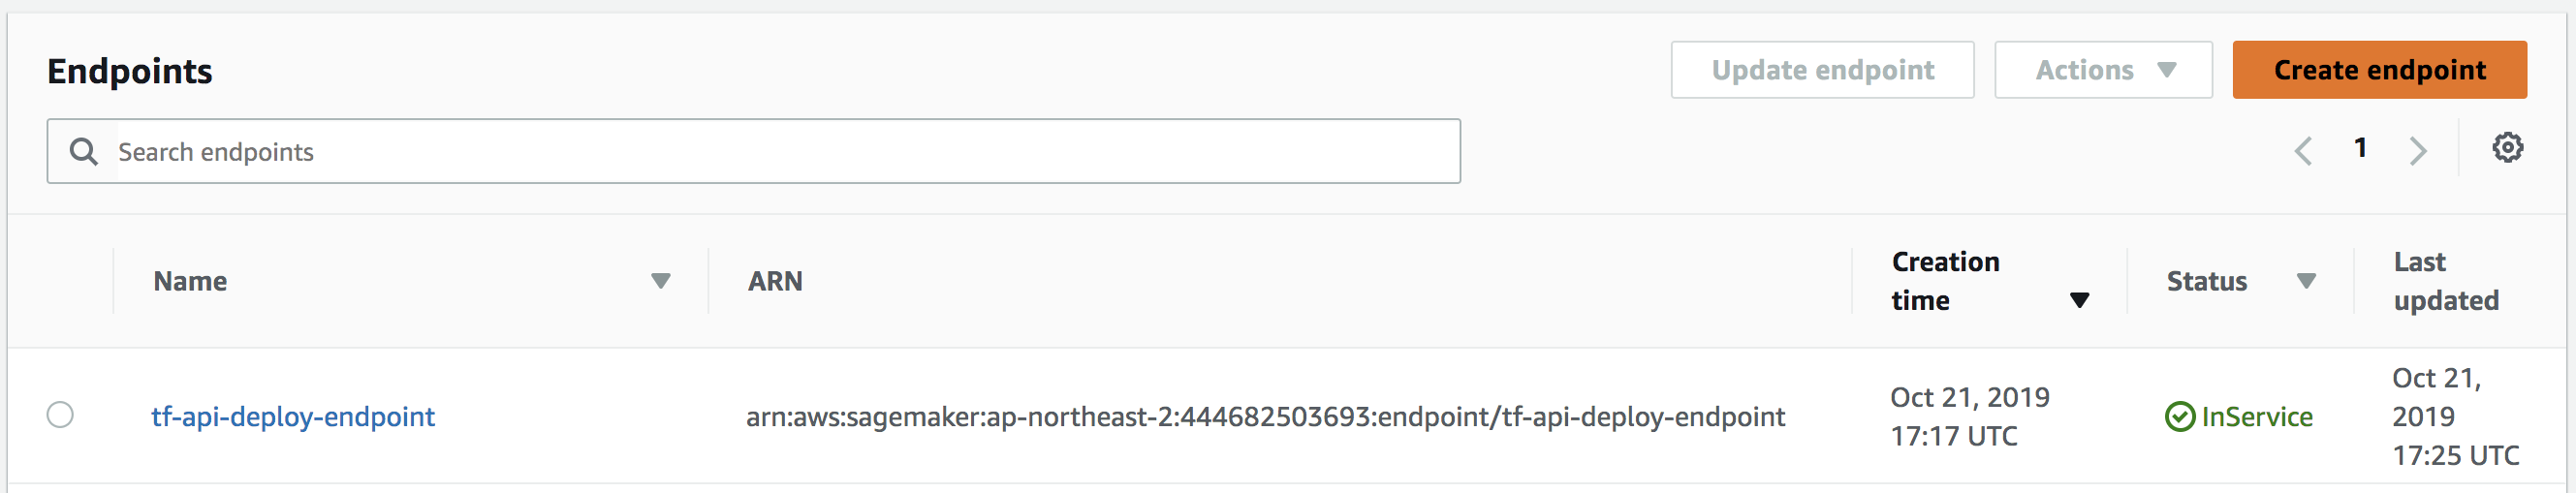 Endpoints
Update endpoint
Actions
Create endpoint
Search endpoints
1
Name
ARN
Creation
time
Status
Last
updated
tf-api-deploy-endpoint
arn:aws:sagemaker:ap-northeast-2:444682503693:endpoint/tf-api-deploy-endpoint
Oct 21, 2019
17:17 UTC
InService
Oct 21,
2019
17:25 UTC